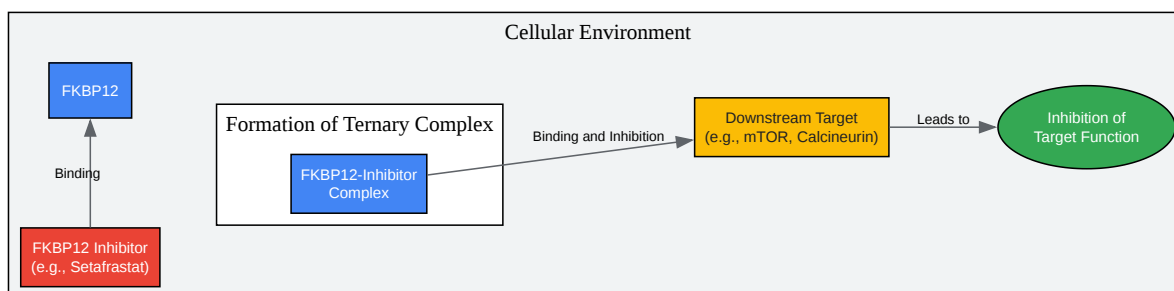 Cellular Environment
FKBP12
Binding
FKBP12 Inhibitor
(e.g., Setafrastat)
Formation of Ternary Complex
FKBP12-Inhibitor
Complex
Binding and Inhibition
Downstream Target
(e.g., mTOR, Calcineurin)
Leads to
Inhibition of
Target Function